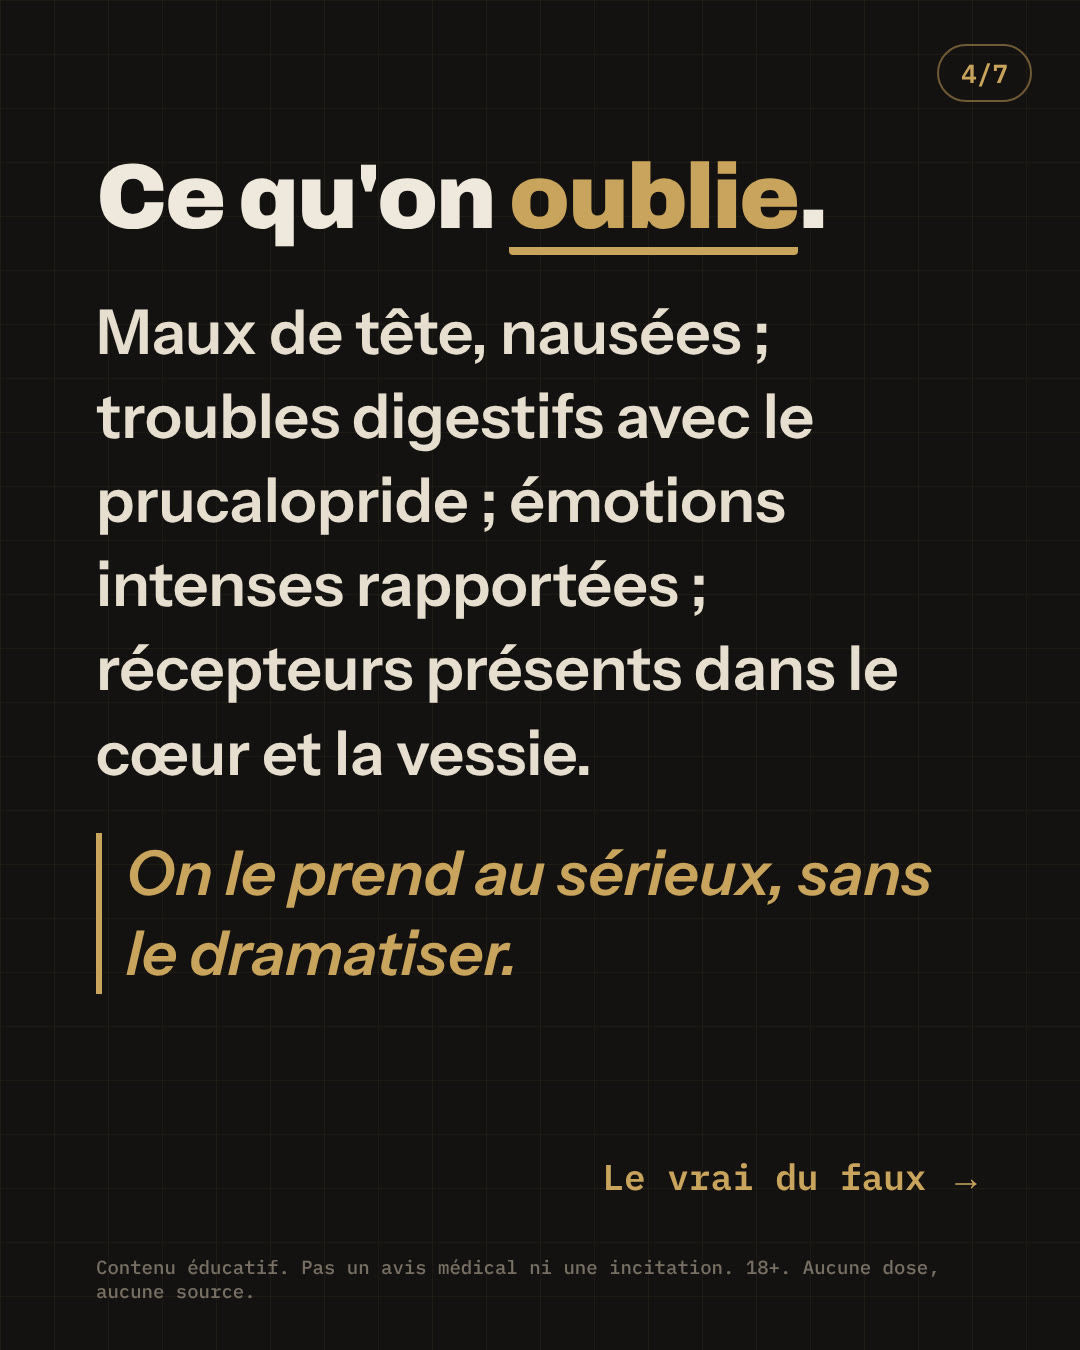 4/7
Ce qu'on oublie.
Maux de tête, nausées ;
troubles digestifs avec le
prucalopride ; émotions
intenses rapportées ;
récepteurs présents dans le
cœur et la vessie.
On le prend au sérieux, sans
le dramatiser.
Le vrai du faux →
Contenu éducatif. Pas un avis médical ni une incitation. 18+. Aucune dose,
aucune source.